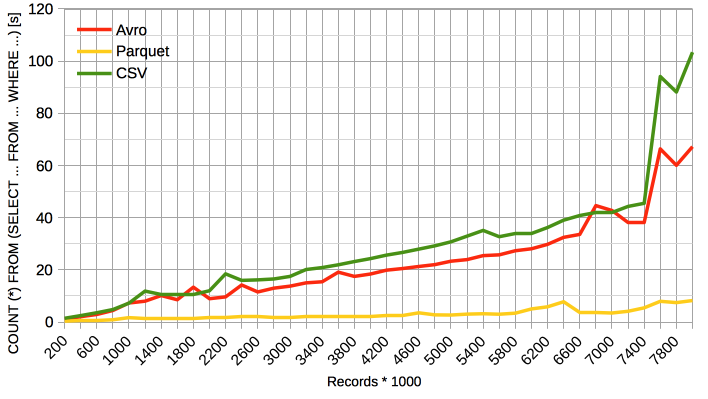 COUNT (*) FROM (SELECT ... FROM ... WHERE ...) [s]
120
100
80
60
40
20
0
Avro
Parquet
CSV
200 600 1000 1400 1800 2200 2600 3000 3400 3800 4200 4600 5000 5400 5800 6200 6600 7000 7400 7800
Records * 1000